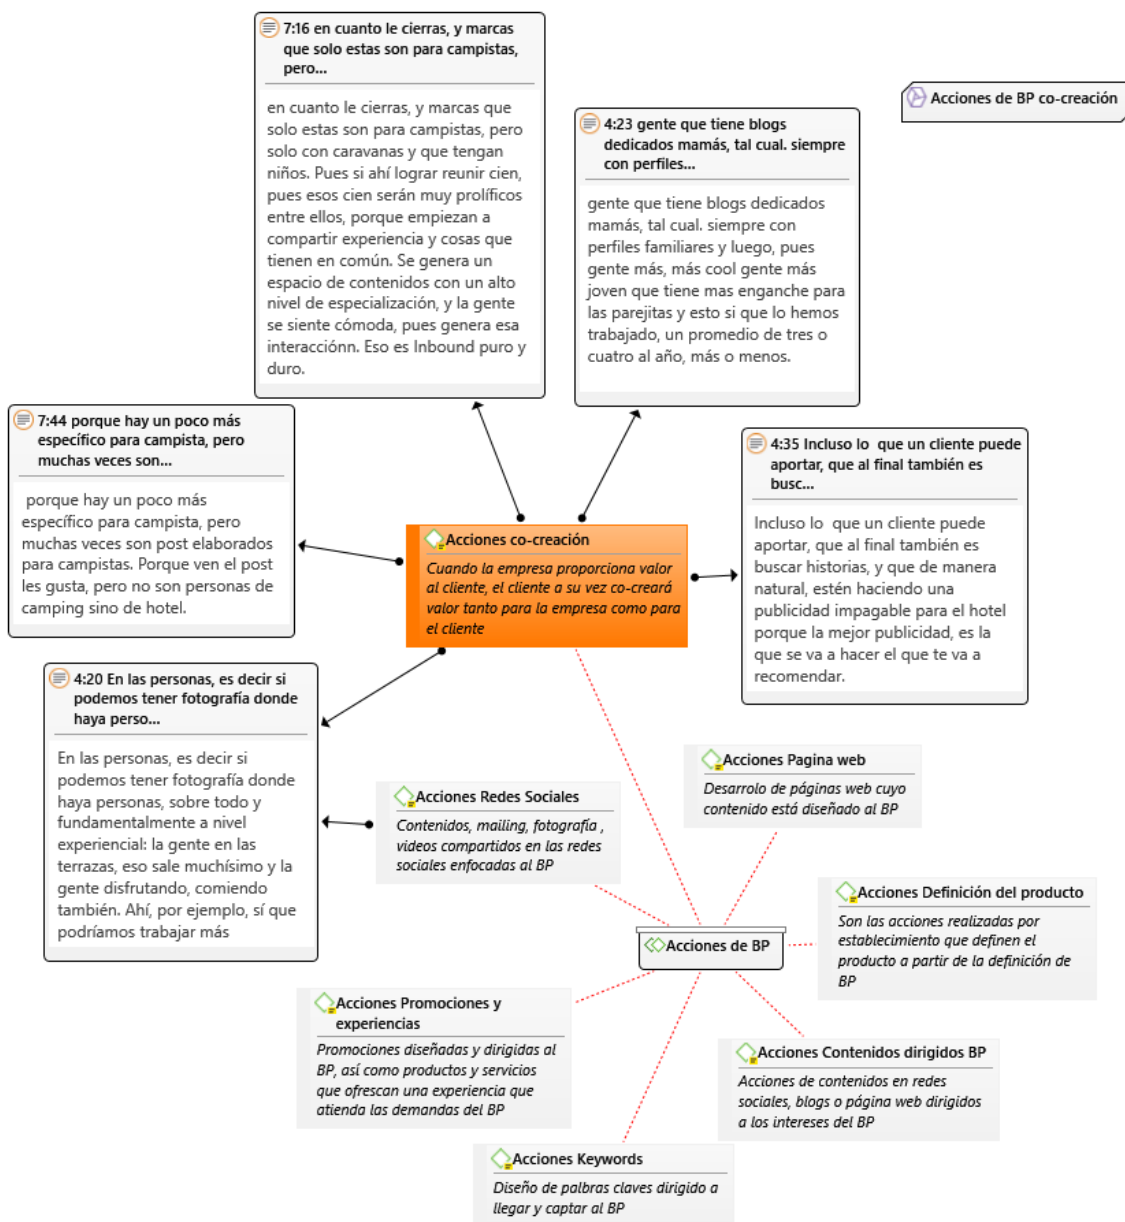 7:16 en cuanto le cierras, y marcas
que solo estas son para campistas,
pero...
en cuanto le cierras, y marcas que
solo estas son para campistas, pero
solo con caravanas y que tengan
niños. Pues si ahí lograr reunir cien,
pues esos cien serán muy prolíficos
entre ellos, porque empiezan a
compartir experiencia y cosas que
tienen en común. Se genera un
espacio de contenidos con un alto
nivel de especialización, y la gente
se siente cómoda, pues genera esa
interacciónn. Eso es Inbound puro y
duro.
Acciones de BP co-creación
4:23 gente que tiene blogs
dedicados mamás, tal cual. siempre
con perfiles...
gente que tiene blogs dedicados
mamás, tal cual. siempre con
perfiles familiares y luego, pues
gente más, más cool gente más
joven que tiene mas enganche para
las parejitas y esto si que lo hemos
trabajado, un promedio de tres o
cuatro al año, más o menos.
7:44 porque hay un poco más
específico para campista, pero
muchas veces son...
porque hay un poco más
específico para campista, pero
muchas veces son post elaborados
para campistas. Porque ven el post
les gusta, pero no son personas de
camping sino de hotel.
4:35 Incluso lo  que un cliente puede
aportar, que al final también es
busc...
Incluso lo  que un cliente puede
aportar, que al final también es
buscar historias, y que de manera
natural, estén haciendo una
publicidad impagable para el hotel
porque la mejor publicidad, es la
que se va a hacer el que te va a
recomendar.
Acciones co-creación
Cuando la empresa proporciona valor
al cliente, el cliente a su vez co-creará
valor tanto para la empresa como para
el cliente
4:20 En las personas, es decir si
podemos tener fotografía donde
haya perso...
En las personas, es decir si
podemos tener fotografía donde
haya personas, sobre todo y
fundamentalmente a nivel
experiencial: la gente en las
terrazas, eso sale muchísimo y la
gente disfrutando, comiendo
también. Ahí, por ejemplo, sí que
podríamos trabajar más
Acciones Pagina web
Desarrolo de páginas web cuyo
contenido está diseñado al BP
Acciones Redes Sociales
Contenidos, mailing, fotografía ,
videos compartidos en las redes
sociales enfocadas al BP
Acciones Definición del producto
Son las acciones realizadas por
establecimiento que definen el
producto a partir de la definición de
BP
Acciones de BP
Acciones Promociones y
experiencias
Promociones diseñadas y dirigidas al
BP, así como productos y servicios
que ofrescan una experiencia que
atienda las demandas del BP
Acciones Contenidos dirigidos BP
Acciones de contenidos en redes
sociales, blogs o página web dirigidos
a los intereses del BP
Acciones Keywords
Diseño de palbras claves dirigido a
llegar y captar al BP